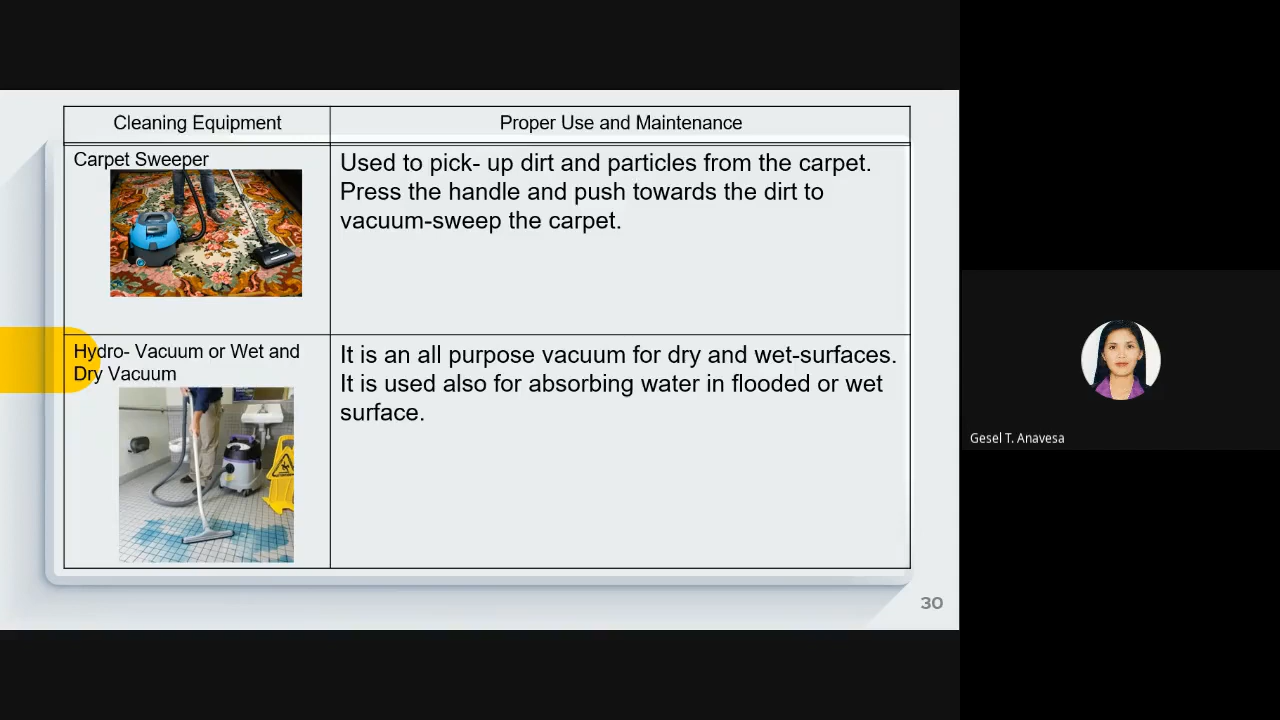 Cleaning Equipment
Proper Use and Maintenance
Carpet Sweeper
Used to pick- up dirt and particles from the carpet.
Press the handle and push towards the dirt to
vacuum-sweep the carpet.
Hydro- Vacuum or Wet and
Dry Vacuum
It is an all purpose vacuum for dry and wet-surfaces.
It is used also for absorbing water in flooded or wet
surface.
30
Gesel T. Anavesa